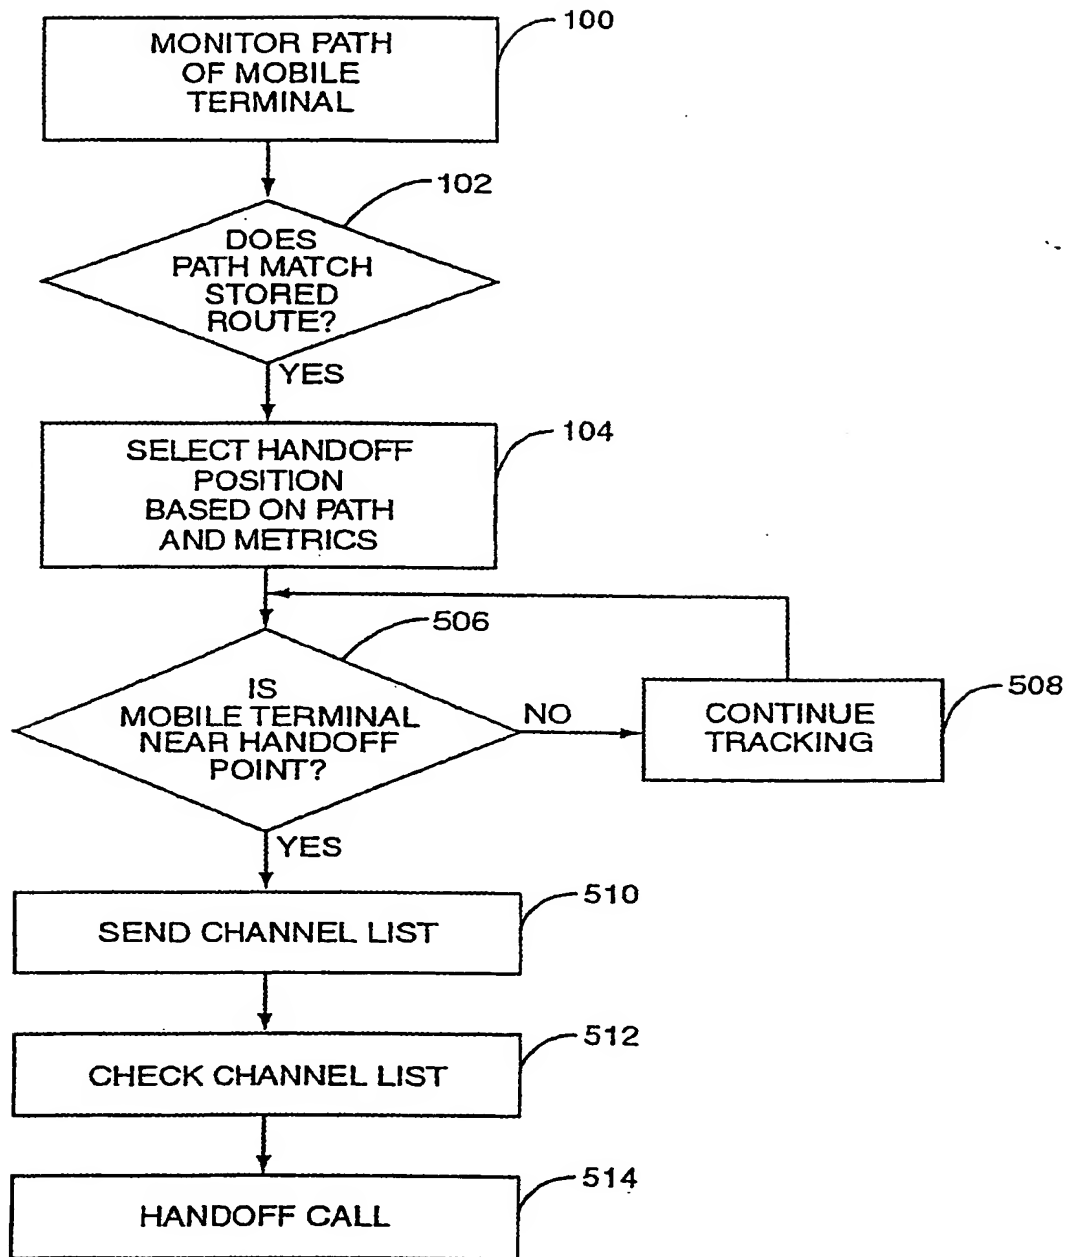 100
MONITOR PATH
OF MOBILE
TERMINAL
102
DOES
PATH MATCH
STORED
ROUTE?
YES
104
SELECT HANDOFF
POSITION
BASED ON PATH
AND METRICS
506
IS
MOBILE TERMINAL
NEAR HANDOFF
POINT?
NO
508
CONTINUE
TRACKING
YES
510
SEND CHANNEL LIST
512
CHECK CHANNEL LIST
514
HANDOFF CALL